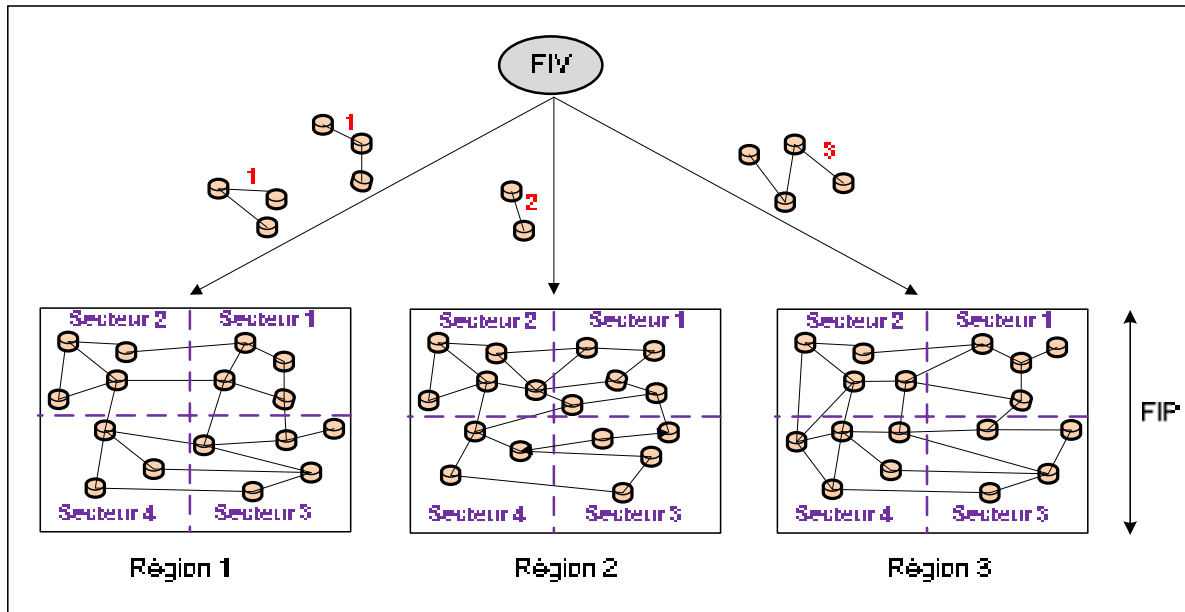 FIV
1
1
2
3
Secteur 2 Secteur 1
Secteur 4 Secteur 3
Région 1
Secteur 2 Secteur 1
Secteur 4 Secteur 3
Région 2
Secteur 2 Secteur 1
Secteur 4 Secteur 3
Région 3
FIP